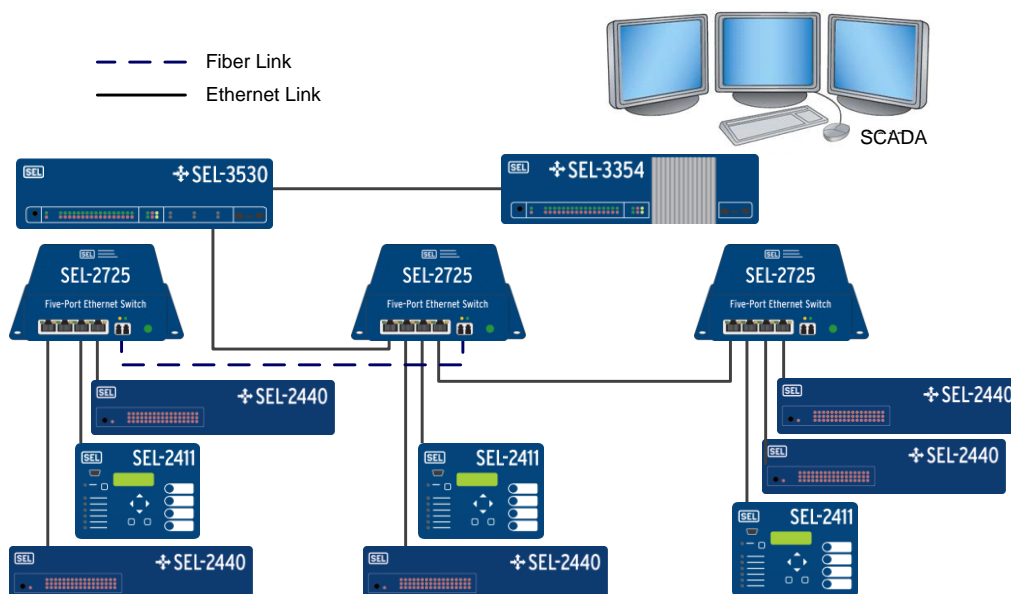 Fiber Link
Ethernet Link
SCADA
SEL
SEL-3530
SEL
SEL-3354
SEL
SEL-2725
Five-Port Ethernet Switch
SEL
SEL-2725
Five-Port Ethernet Switch
SEL
SEL-2725
Five-Port Ethernet Switch
SEL
SEL-2440
SEL
SEL-2440
SEL
SEL-2411
SEL
SEL-2411
SEL
SEL-2440
SEL
SEL-2411
SEL
SEL-2440
SEL
SEL-2440